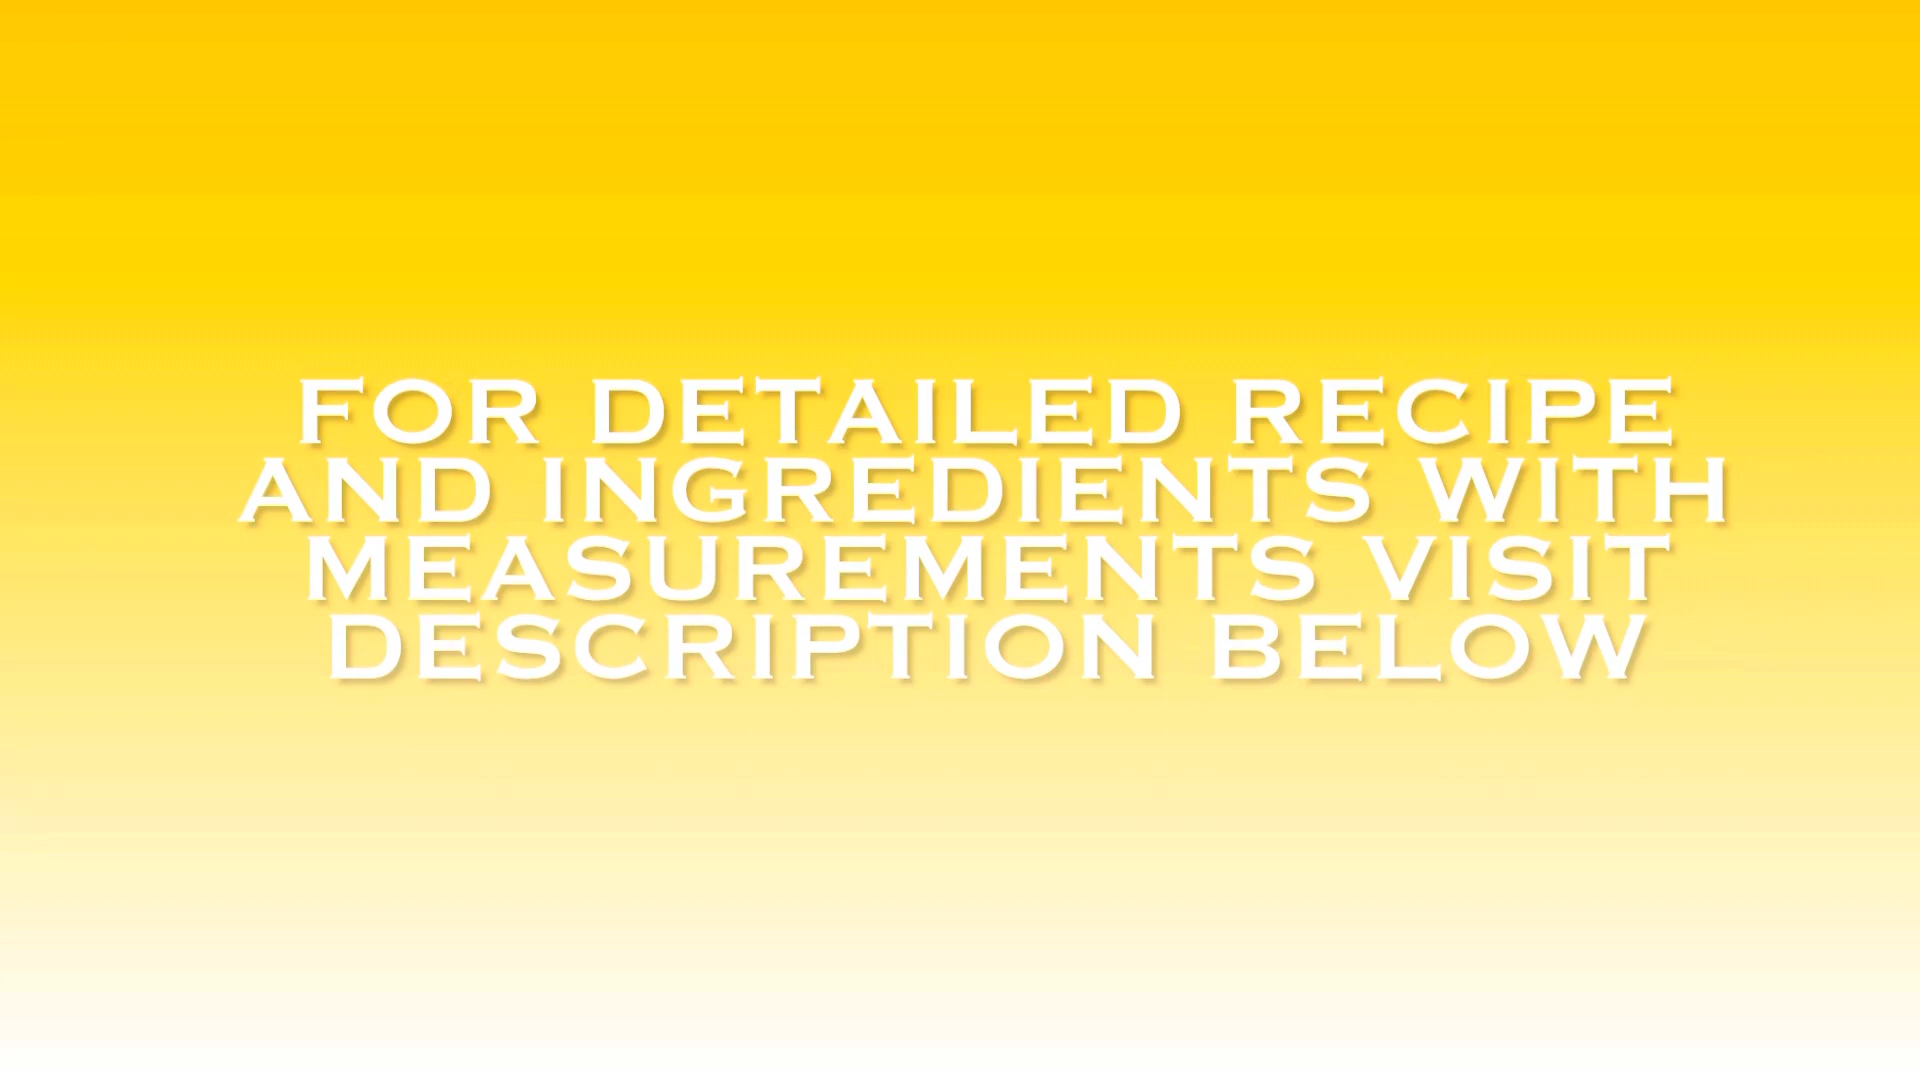 FOR DETAILED RECIPE
AND INGREDIENTS WITH
MEASUREMENTS VISIT
DESCRIPTION BELOW